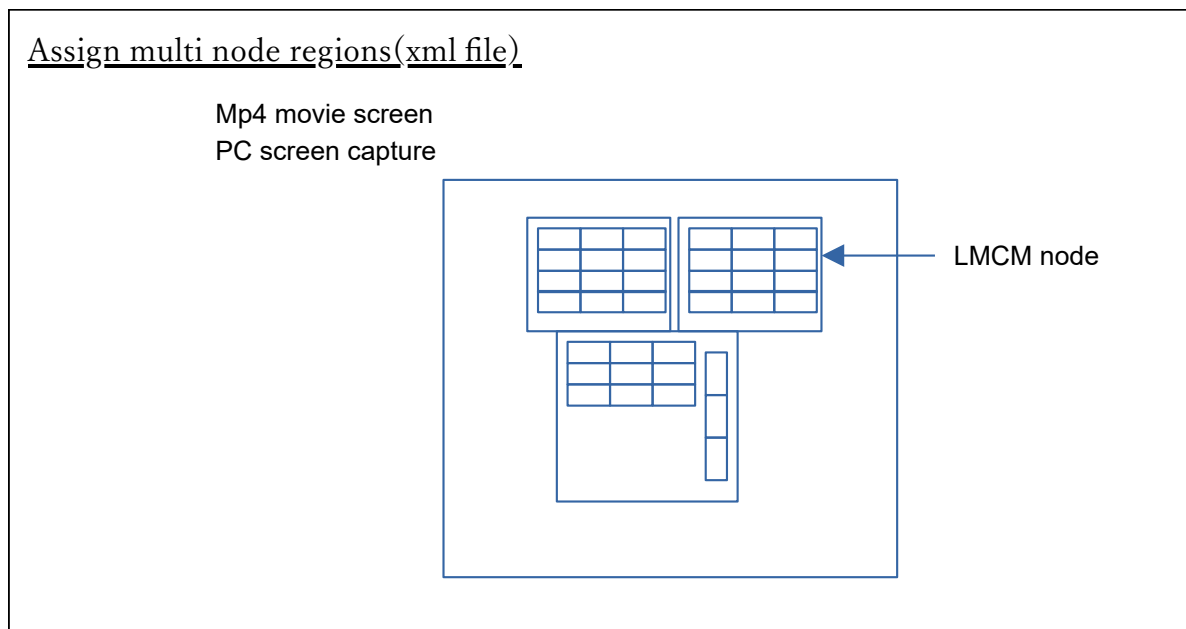 Assign multi node regions(xml file)
Mp4 movie screen
PC screen capture
LMCM node